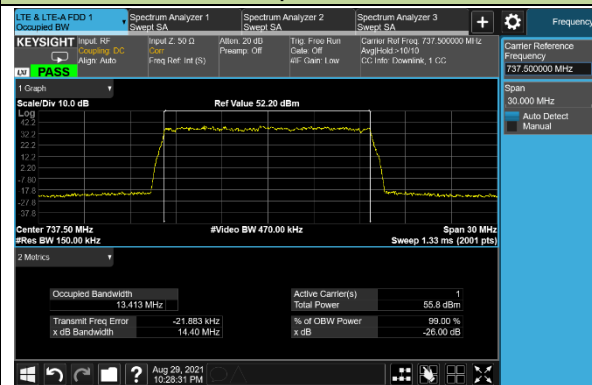 LTE & LTE-A FDD 1
Occupied BW
Spectrum Analyzer 1
Swept SA
Spectrum Analyzer 2
Swept SA
Spectrum Analyzer 3
Swept SA
+
Frequency
KEYSIGHT
Input: RF
Coupling: DC
Align: Auto
Input Z: 50 Ω
Corr
Freq Ref: Int (S)
Atten: 20 dB
Preamp: Off
Trig: Free Run
Gate: Off
#IF Gain: Low
Carrier Ref Freq: 737.500000 MHz
Avg|Hold:>10/10
CC Info: Downlink, 1 CC
LXI PASS
Carrier Reference
Frequency
737.500000 MHz
Span
30.000 MHz
Auto Detect
Manual
1 Graph
Scale/Div 10.0 dB
Ref Value 52.20 dBm
Log
42.2
32.2
22.2
12.2
2.20
-7.80
-17.8
-27.8
-37.8
Center 737.50 MHz
#Video BW 470.00 kHz
Span 30 MHz
#Res BW 150.00 kHz
Sweep 1.33 ms (2001 pts)
2 Metrics
Occupied Bandwidth
13.413 MHz
Active Carrier(s) 1
Total Power 55.8 dBm
Transmit Freq Error -21.883 kHz
x dB Bandwidth 14.40 MHz
% of OBW Power 99.00 %
x dB -26.00 dB
?
Aug 29, 2021
10:28:31 PM